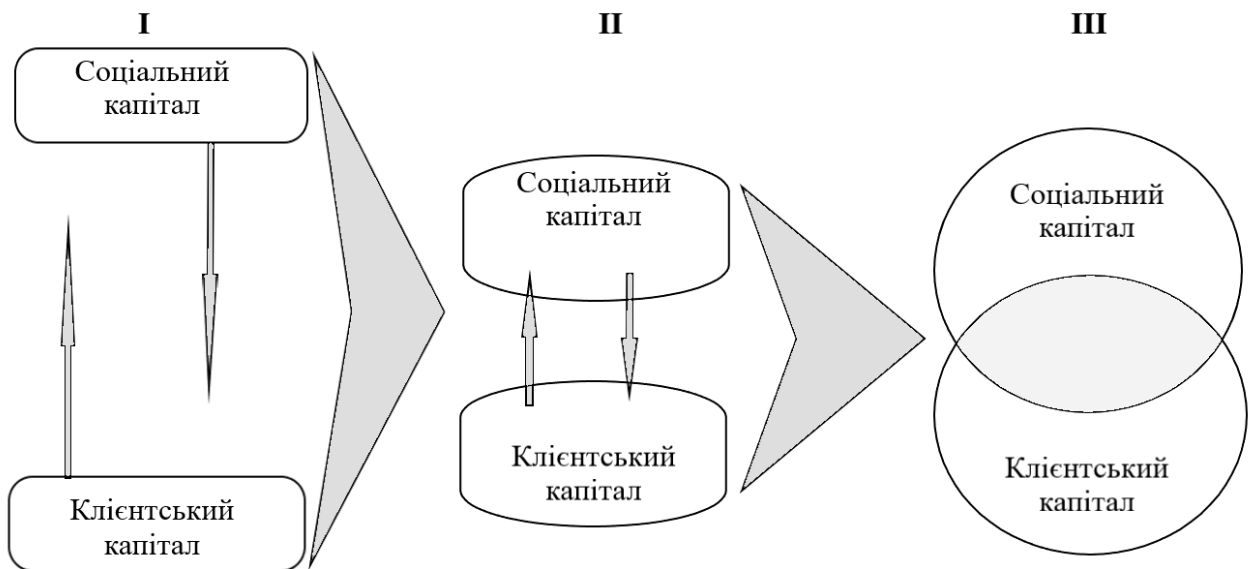 I
II
III
Соціальний
капітал
Клієнтський
капітал
Соціальний
капітал
Клієнтський
капітал
Соціальний
капітал
Клієнтський
капітал